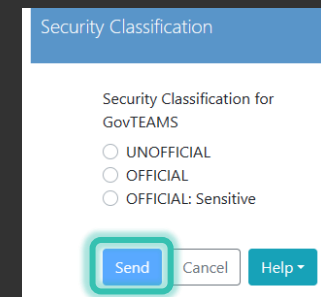 Security Classification
Security Classification for
GovTEAMS
UNOFFICIAL
OFFICIAL
OFFICIAL: Sensitive
Send Cancel Help